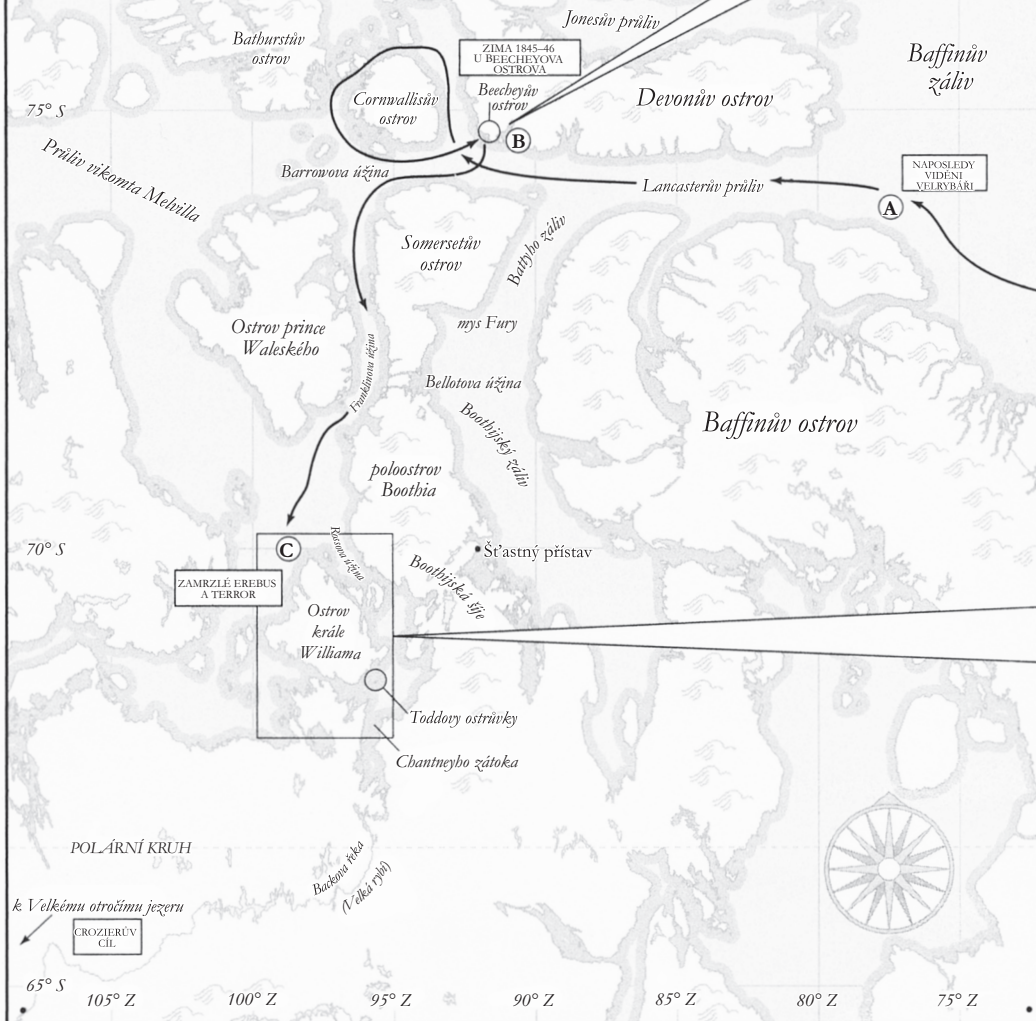 Jonesův průliv
Bathurstův
ostrov
ZIMA 1845–46
U BEECHEYOVA
OSTROVA
Baffinův
záliv
Beecheyův
ostrov
Cornwallisův
ostrov
Devonův ostrov
75° S
B
Průliv vikomta Melvilla
Barrowova úžina
Lancasterův průliv
NAPOSLEDY
VIDĚNI
VELRYBÁŘI
A
Somersetův
ostrov
Battyho záliv
mys Fury
Ostrov prince
Waleského
Franklinova úžina
Bellotova úžina
Boothijský záliv
Baffinův ostrov
poloostrov
Boothia
70° S
C
Rossova úžina
Šťastný přístav
Boothijská šíje
ZAMRZLÉ EREBUS
A TERROR
Ostrov
krále
Williama
Toddovy ostrůvky
Chantneyho zátoka
POLÁRNÍ KRUH
Backova řeka
(Velká rybí)
k Velkému otročímu jezeru
CROZIERŮV
CÍL
65° S
105° Z
100° Z
95° Z
90° Z
85° Z
80° Z
75° Z